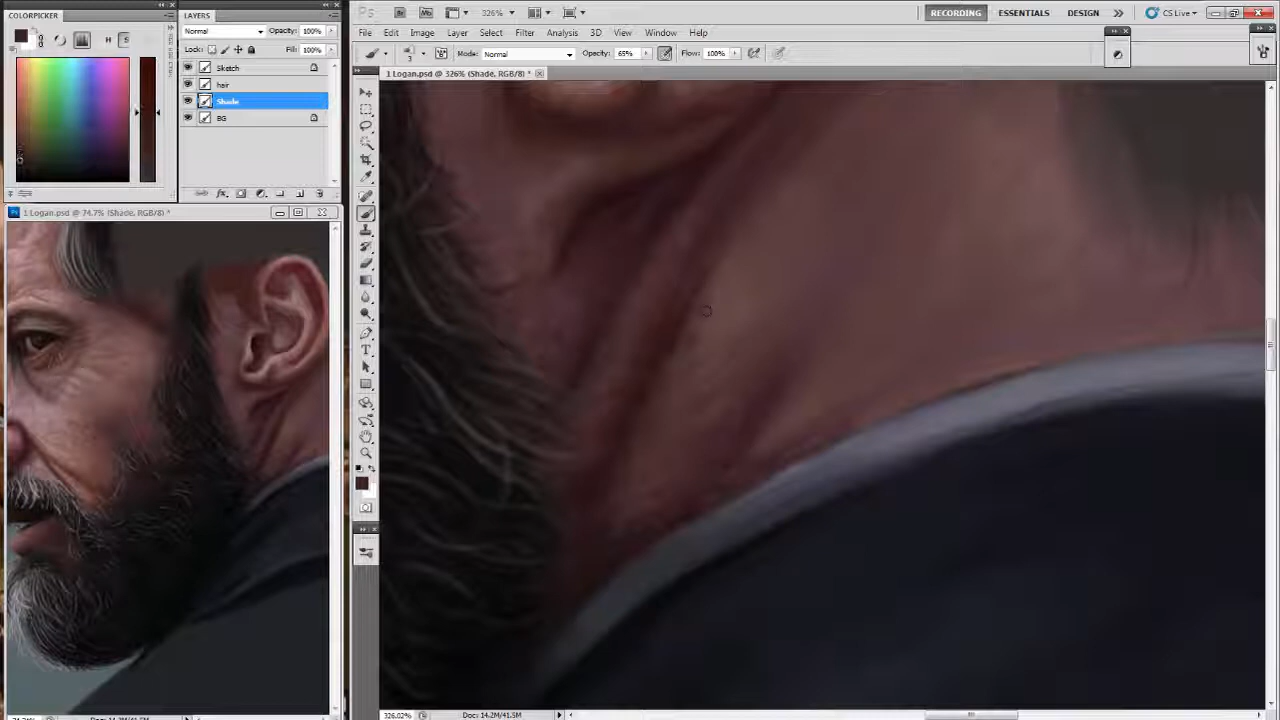 COLORPICKER
LAYERS
Normal
Opacity: 100%
Lock:
Fill: 100%
Sketch
hair
Shade
BG
1 Logan.psd @ 74.7% (Shade, RGB/8) *
Ps
Br
326%
RECORDING
ESSENTIALS
DESIGN
CS Live
File
Edit
Image
Layer
Select
Filter
Analysis
3D
View
Window
Help
3
Mode: Normal
Opacity: 65%
Flow: 100%
1 Logan.psd @ 326% (Shade, RGB/8) *
326.02%
Doc: 14.2M/41.5M